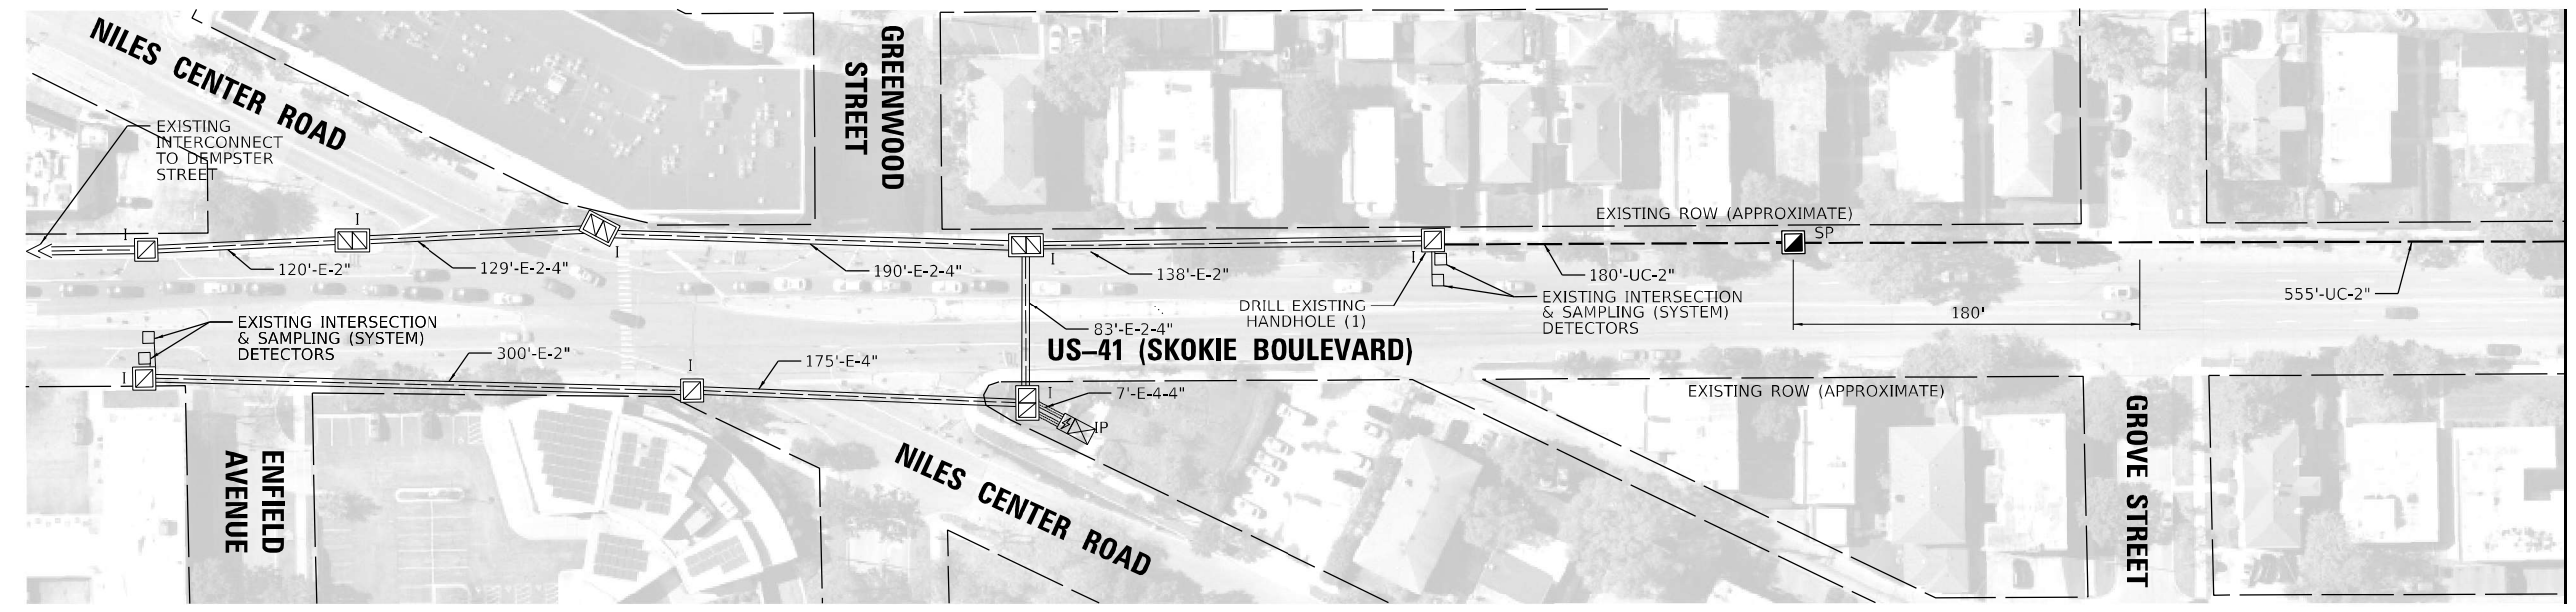 NILES CENTER ROAD
GREENWOOD
STREET
EXISTING
INTERCONNECT
TO DEMPSTER
STREET
EXISTING ROW (APPROXIMATE)
I
I
I
I
I
SP
120'-E-2"
129'-E-2-4"
190'-E-2-4"
138'-E-2"
180'-UC-2"
555'-UC-2"
EXISTING INTERSECTION
& SAMPLING (SYSTEM)
DETECTORS
DRILL EXISTING
HANDHOLE (1)
EXISTING INTERSECTION
& SAMPLING (SYSTEM)
DETECTORS
180'
83'-E-2-4"
US-41 (SKOKIE BOULEVARD)
300'-E-2"
175'-E-4"
I
I
I
7'-E-4-4"
IP
EXISTING ROW (APPROXIMATE)
ENFIELD
AVENUE
NILES CENTER ROAD
GROVE STREET